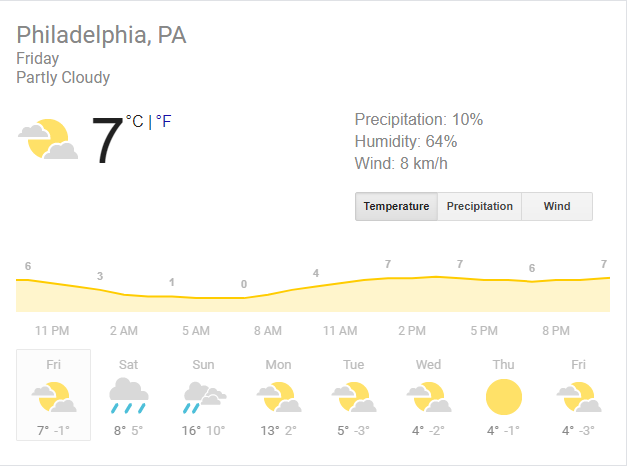 Philadelphia, PA
Friday
Partly Cloudy
7 °C | °F
Precipitation: 10%
Humidity: 64%
Wind: 8 km/h
Temperature Precipitation Wind
6 3 1 0 4 7 7 6 7
11 PM 2 AM 5 AM 8 AM 11 AM 2 PM 5 PM 8 PM
Fri Sat Sun Mon Tue Wed Thu Fri
7° -1° 8° 5° 16° 10° 13° 2° 5° -3° 4° -2° 4° -1° 4° -3°